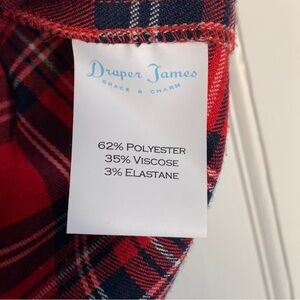 Draper James
GRACE & CHARM
62% POLYESTER
35% VISCOSE
3% ELASTANE